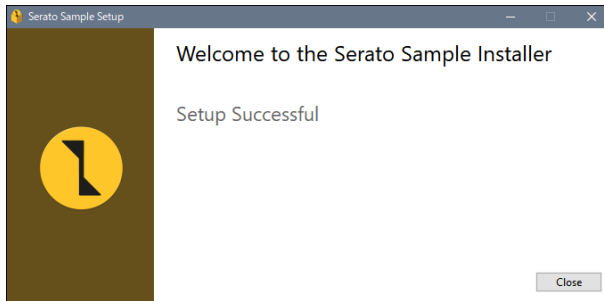 Serato Sample Setup
Welcome to the Serato Sample Installer
Setup Successful
Close